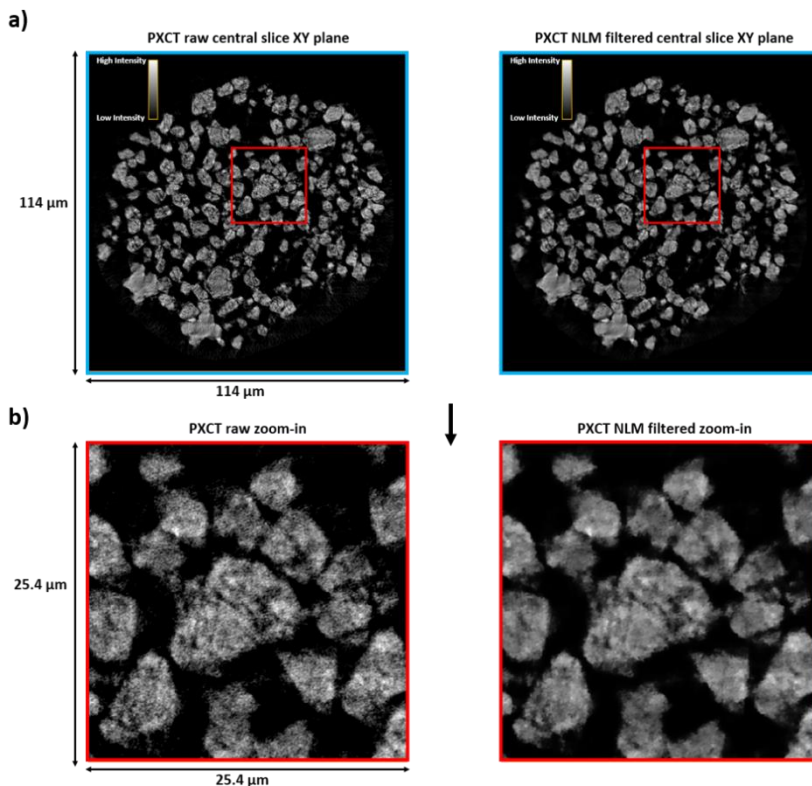 a)
PXCT raw central slice XY plane
PXCT NLM filtered central slice XY plane
High Intensity
Low Intensity
High Intensity
Low Intensity
114 µm
114 µm
b)
PXCT raw zoom-in
PXCT NLM filtered zoom-in
25.4 µm
25.4 µm